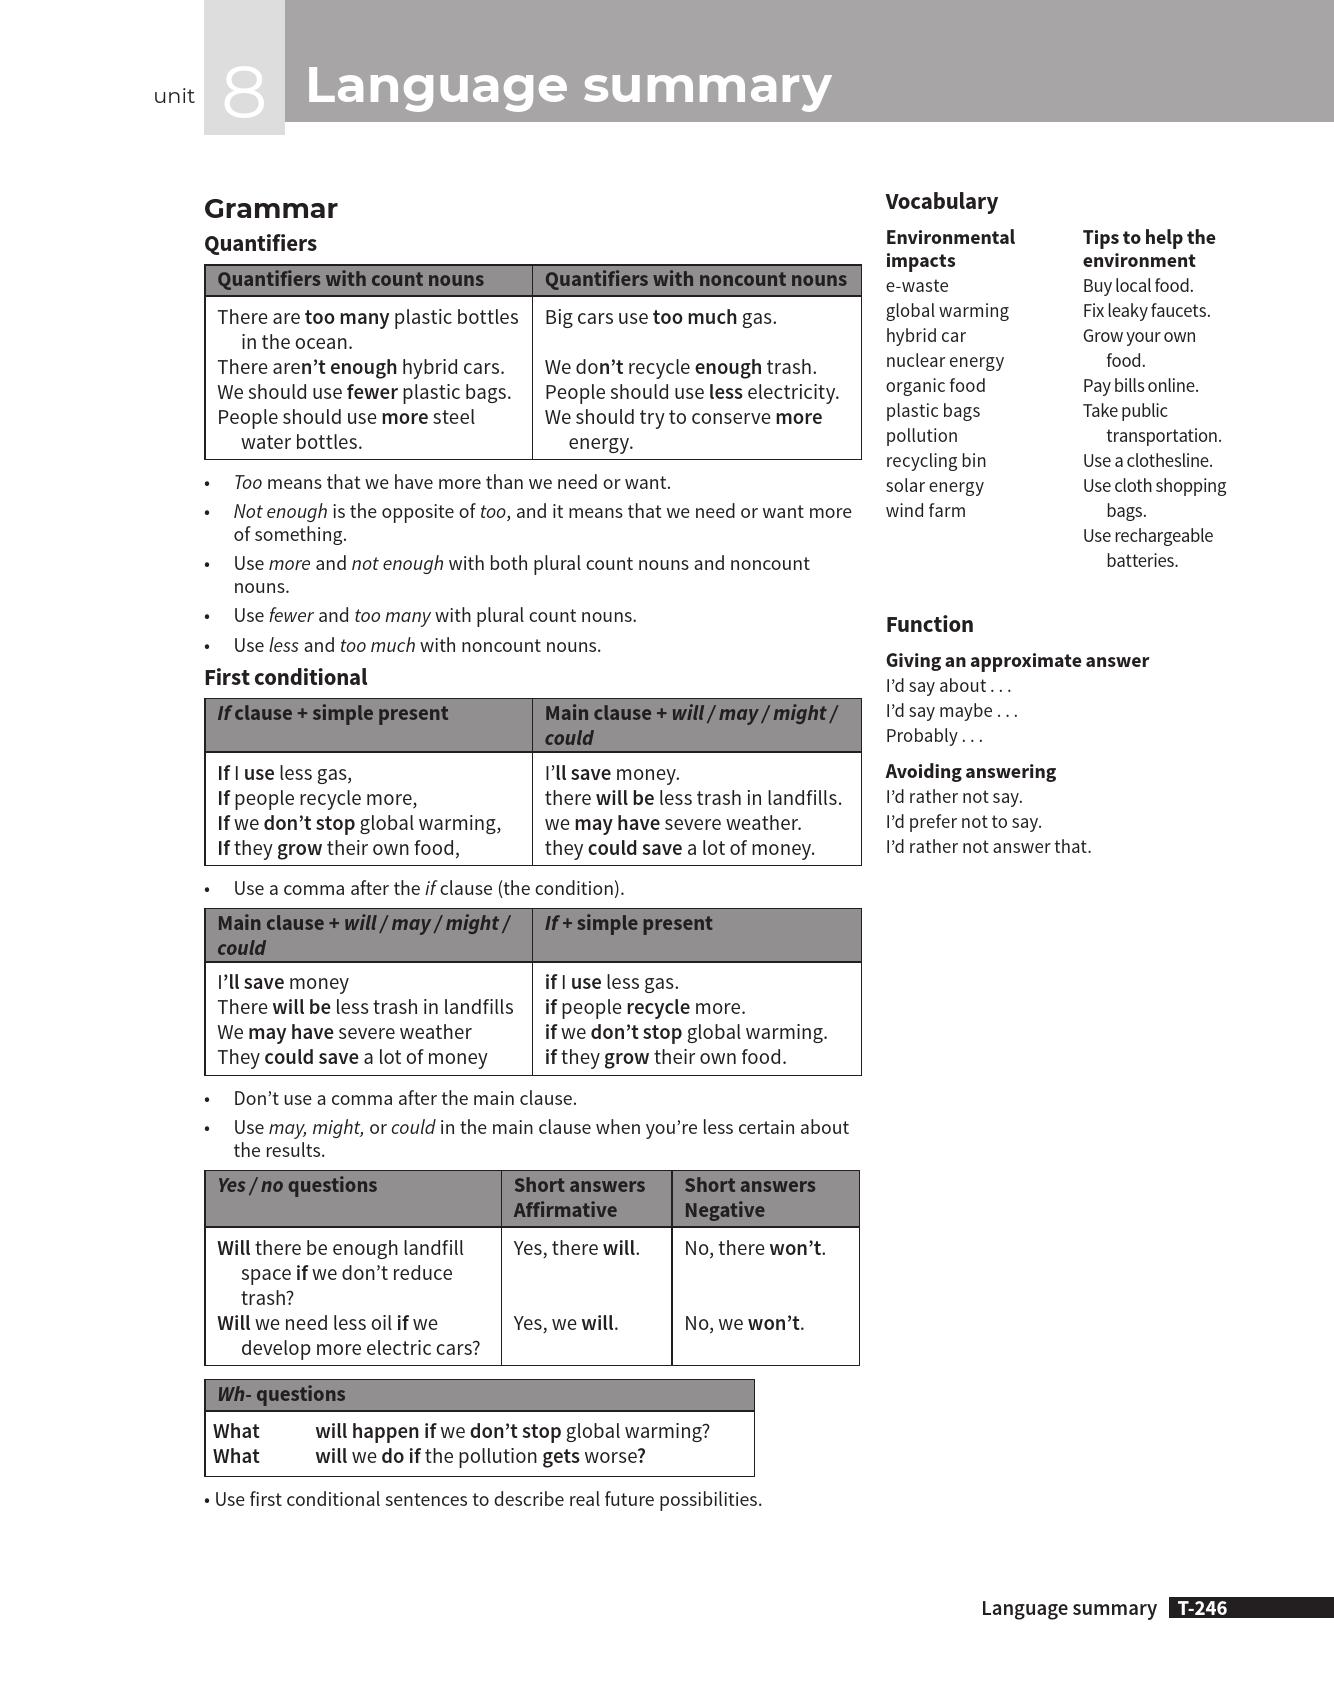 unit 8 Language summary
Grammar
Quantifiers
Quantifiers with count nouns
Quantifiers with noncount nouns
There are too many plastic bottles
in the ocean.
There aren’t enough hybrid cars.
We should use fewer plastic bags.
People should use more steel
water bottles.
Big cars use too much gas.
We don’t recycle enough trash.
People should use less electricity.
We should try to conserve more
energy.
• Too means that we have more than we need or want.
• Not enough is the opposite of too, and it means that we need or want more
of something.
• Use more and not enough with both plural count nouns and noncount
nouns.
• Use fewer and too many with plural count nouns.
• Use less and too much with noncount nouns.
First conditional
If clause + simple present
Main clause + will / may / might /
could
If I use less gas,
If people recycle more,
If we don’t stop global warming,
If they grow their own food,
I’ll save money.
there will be less trash in landfills.
we may have severe weather.
they could save a lot of money.
• Use a comma after the if clause (the condition).
Main clause + will / may / might /
could
If + simple present
I’ll save money
There will be less trash in landfills
We may have severe weather
They could save a lot of money
if I use less gas.
if people recycle more.
if we don’t stop global warming.
if they grow their own food.
• Don’t use a comma after the main clause.
• Use may, might, or could in the main clause when you’re less certain about
the results.
Yes / no questions
Short answers
Affirmative
Short answers
Negative
Will there be enough landfill
space if we don’t reduce
trash?
Will we need less oil if we
develop more electric cars?
Yes, there will.
Yes, we will.
No, there won’t.
No, we won’t.
Wh- questions
What will happen if we don’t stop global warming?
What will we do if the pollution gets worse?
• Use first conditional sentences to describe real future possibilities.
Vocabulary
Environmental
impacts
e-waste
global warming
hybrid car
nuclear energy
organic food
plastic bags
pollution
recycling bin
solar energy
wind farm
Tips to help the
environment
Buy local food.
Fix leaky faucets.
Grow your own
food.
Pay bills online.
Take public
transportation.
Use a clothesline.
Use cloth shopping
bags.
Use rechargeable
batteries.
Function
Giving an approximate answer
I’d say about . . .
I’d say maybe . . .
Probably . . .
Avoiding answering
I’d rather not say.
I’d prefer not to say.
I’d rather not answer that.
Language summary T-246